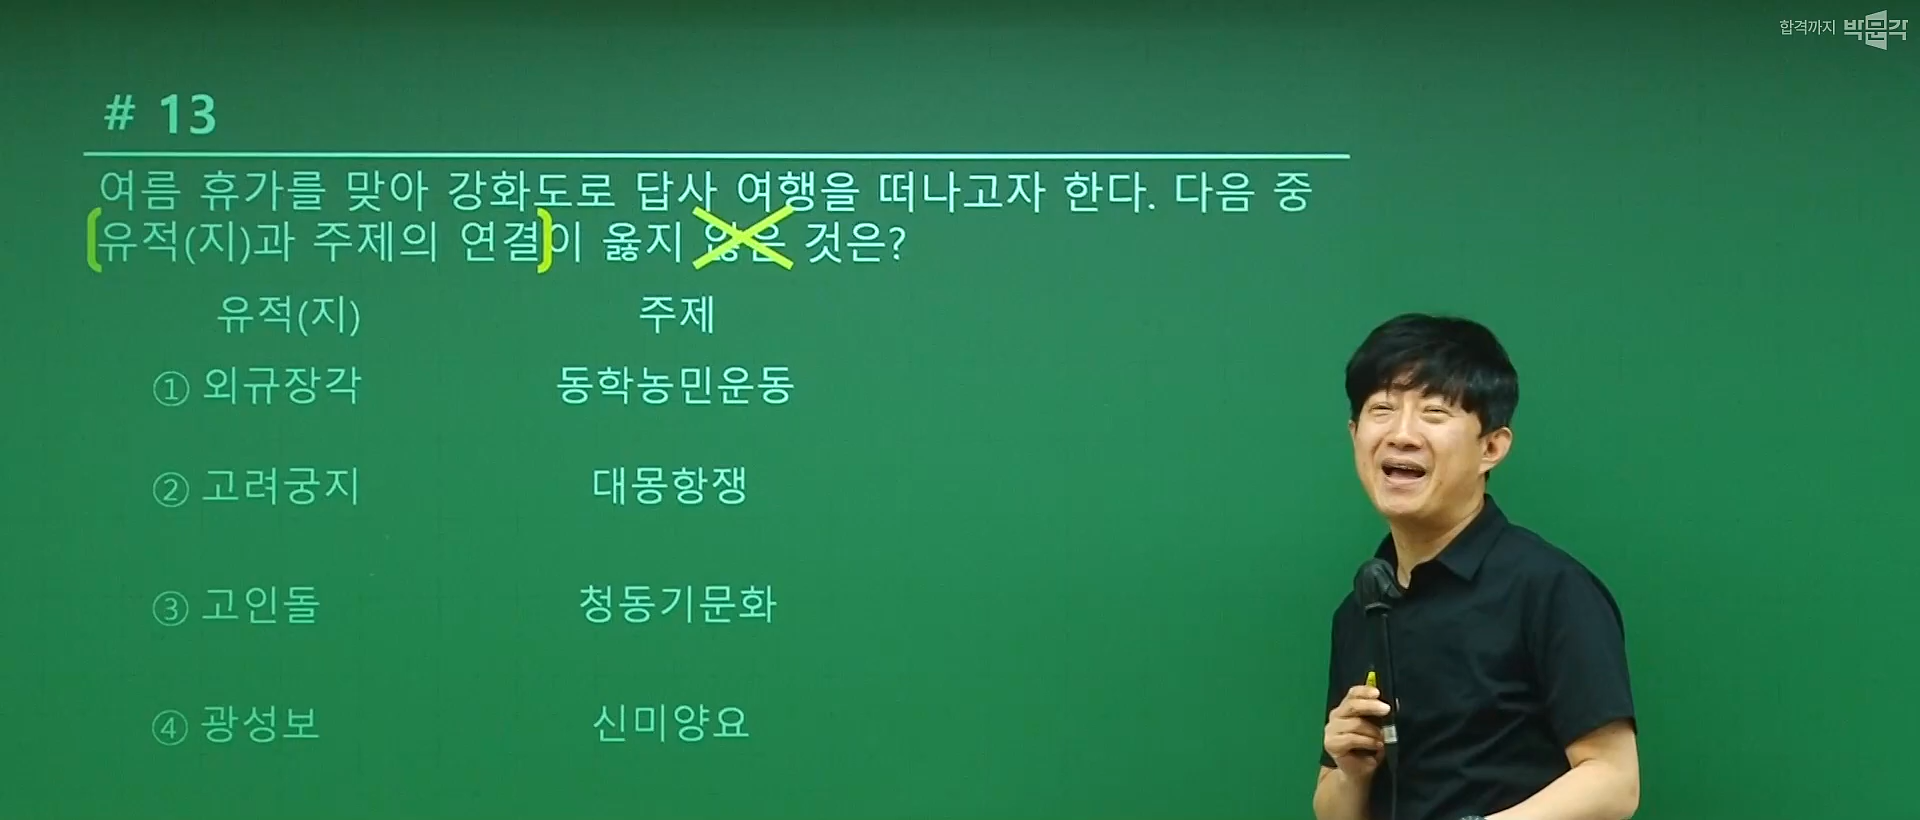 합격까지 박문각
# 13
여름 휴가를 맞아 강화도로 답사 여행을 떠나고자 한다. 다음 중
유적(지)과 주제의 연결이 옳지 않은 것은?
유적(지) 주제
① 외규장각 동학농민운동
② 고려궁지 대몽항쟁
③ 고인돌 청동기문화
④ 광성보 신미양요